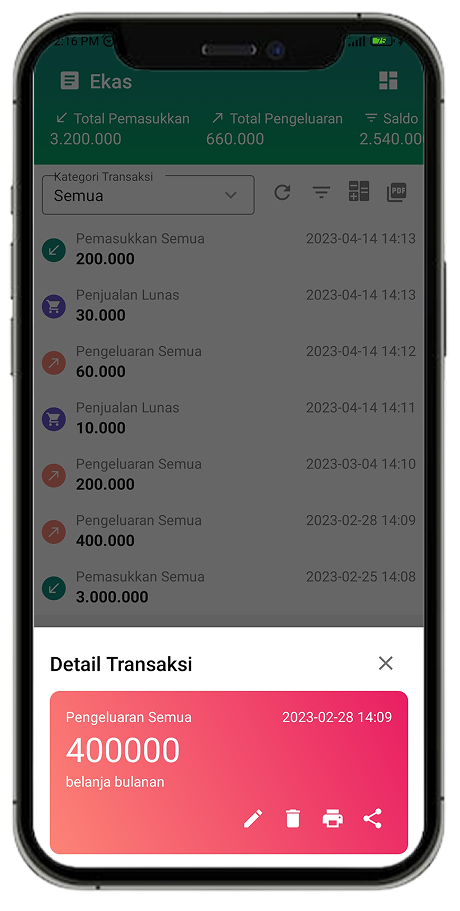 2:16 PM
Ekas
Total Pemasukkan Total Pengeluaran Saldo
3.200.000 660.000 2.540.00
Kategori Transaksi
Semua
PDF
Pemasukkan Semua 2023-04-14 14:13
200.000
Penjualan Lunas 2023-04-14 14:13
30.000
Pengeluaran Semua 2023-04-14 14:12
60.000
Penjualan Lunas 2023-04-14 14:11
10.000
Pengeluaran Semua 2023-03-04 14:10
200.000
Pengeluaran Semua 2023-02-28 14:09
400.000
Pemasukkan Semua 2023-02-25 14:08
3.000.000
Detail Transaksi
Pengeluaran Semua 2023-02-28 14:09
400000
belanja bulanan